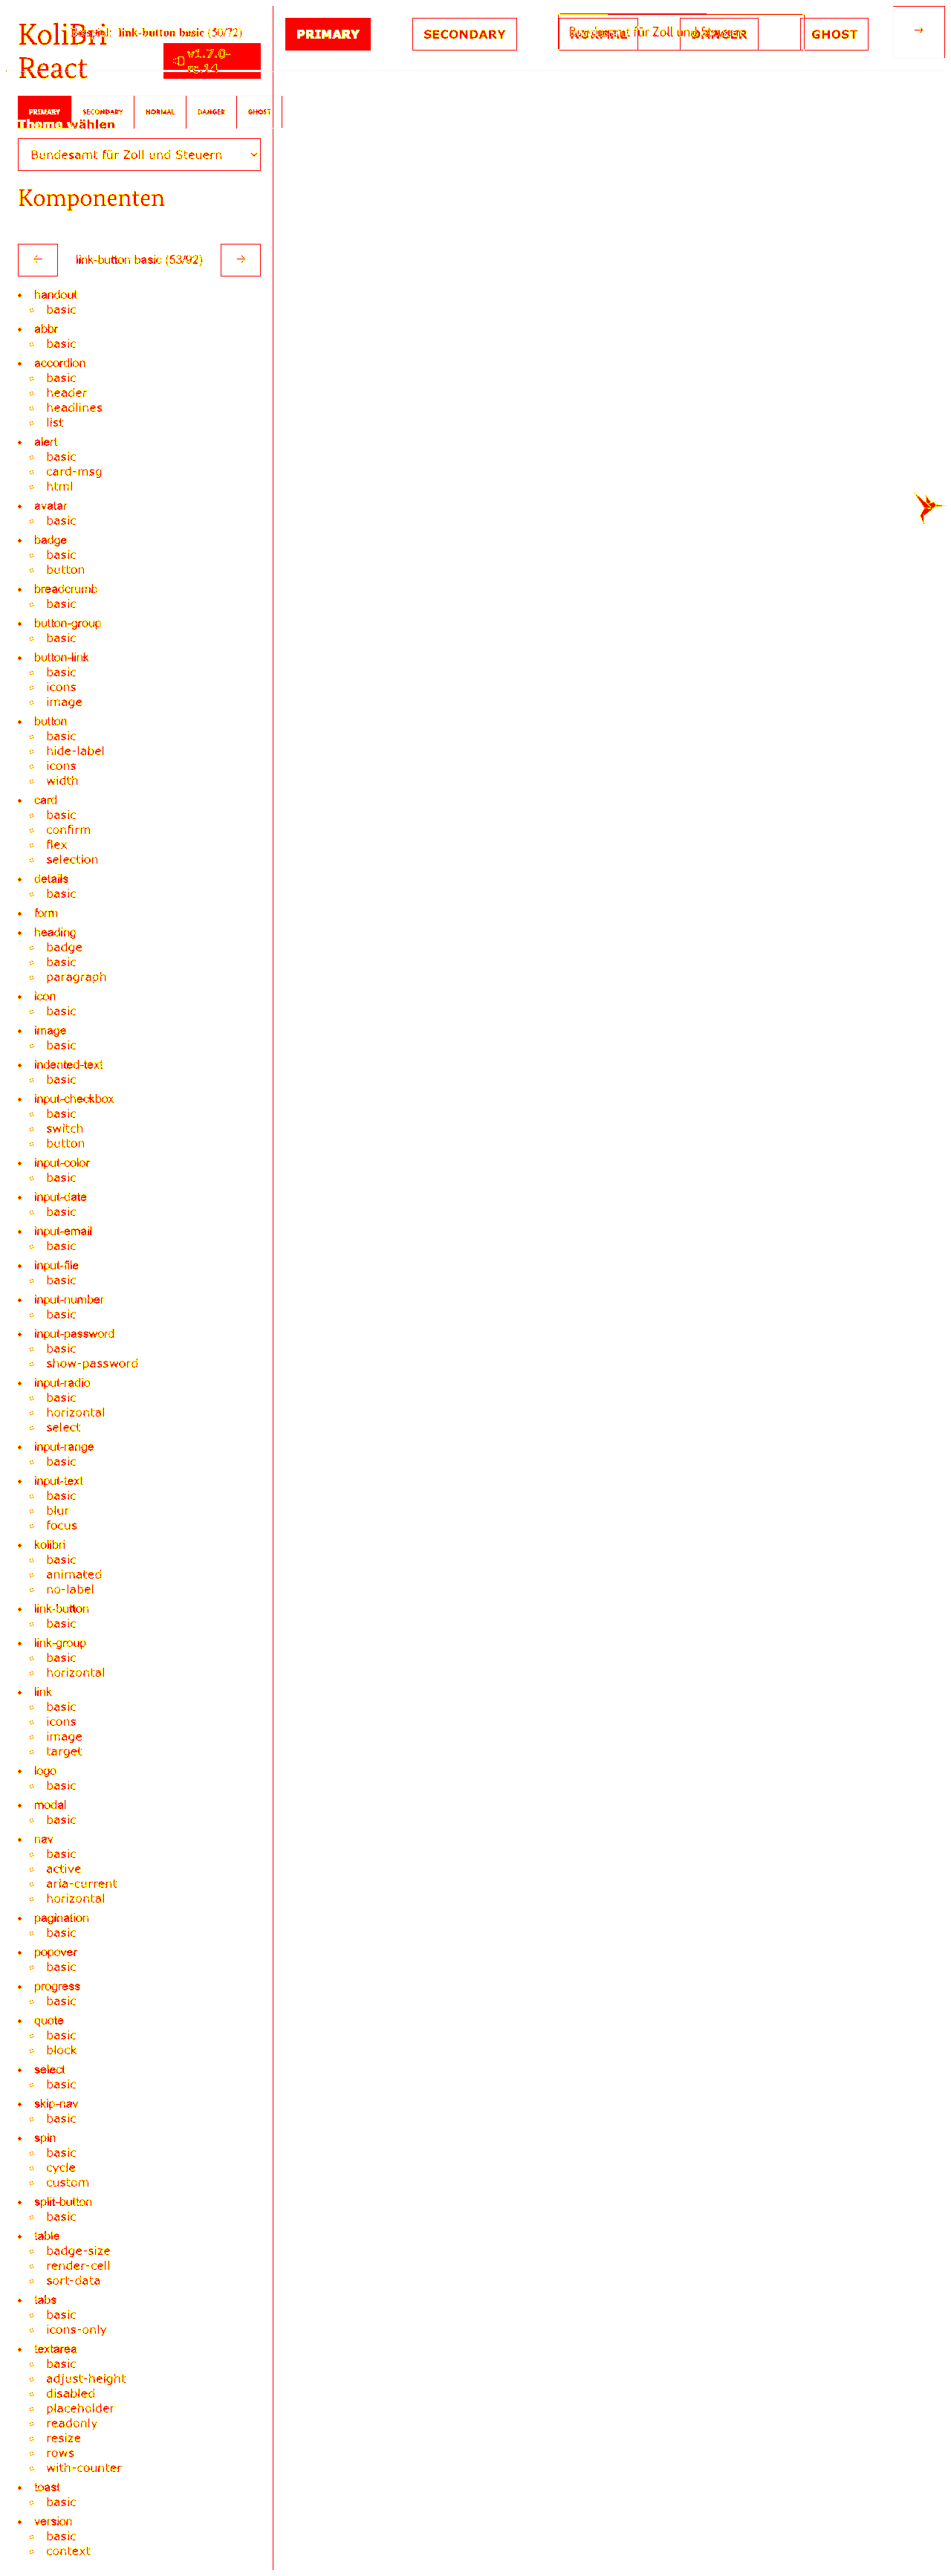 KoliBri
React
Beispiel: link-button basic (50/72)
v1.7.0-
rc.14
PRIMARY SECONDARY NORMAL DANGER GHOST
Bundesamt für Zoll und Steuern
PRIMARY SECONDARY NORMAL DANGER GHOST
Theme wählen
Bundesamt für Zoll und Steuern
Komponenten
link-button basic (53/92)
handout
basic
abbr
basic
accordion
basic
header
headlines
list
alert
basic
card-msg
html
avatar
basic
badge
basic
button
breadcrumb
basic
button-group
basic
button-link
basic
icons
image
button
basic
hide-label
icons
width
card
basic
confirm
flex
selection
details
basic
form
heading
badge
basic
paragraph
icon
basic
image
basic
indented-text
basic
input-checkbox
basic
switch
button
input-color
basic
input-date
basic
input-email
basic
input-file
basic
input-number
basic
input-password
basic
show-password
input-radio
basic
horizontal
select
input-range
basic
input-text
basic
blur
focus
kolibri
basic
animated
no-label
link-button
basic
link-group
basic
horizontal
link
basic
icons
image
target
logo
basic
modal
basic
nav
basic
active
aria-current
horizontal
pagination
basic
popover
basic
progress
basic
quote
basic
block
select
basic
skip-nav
basic
spin
basic
cycle
custom
split-button
basic
table
badge-size
render-cell
sort-data
tabs
basic
icons-only
textarea
basic
adjust-height
disabled
placeholder
readonly
resize
rows
with-counter
toast
basic
version
basic
context